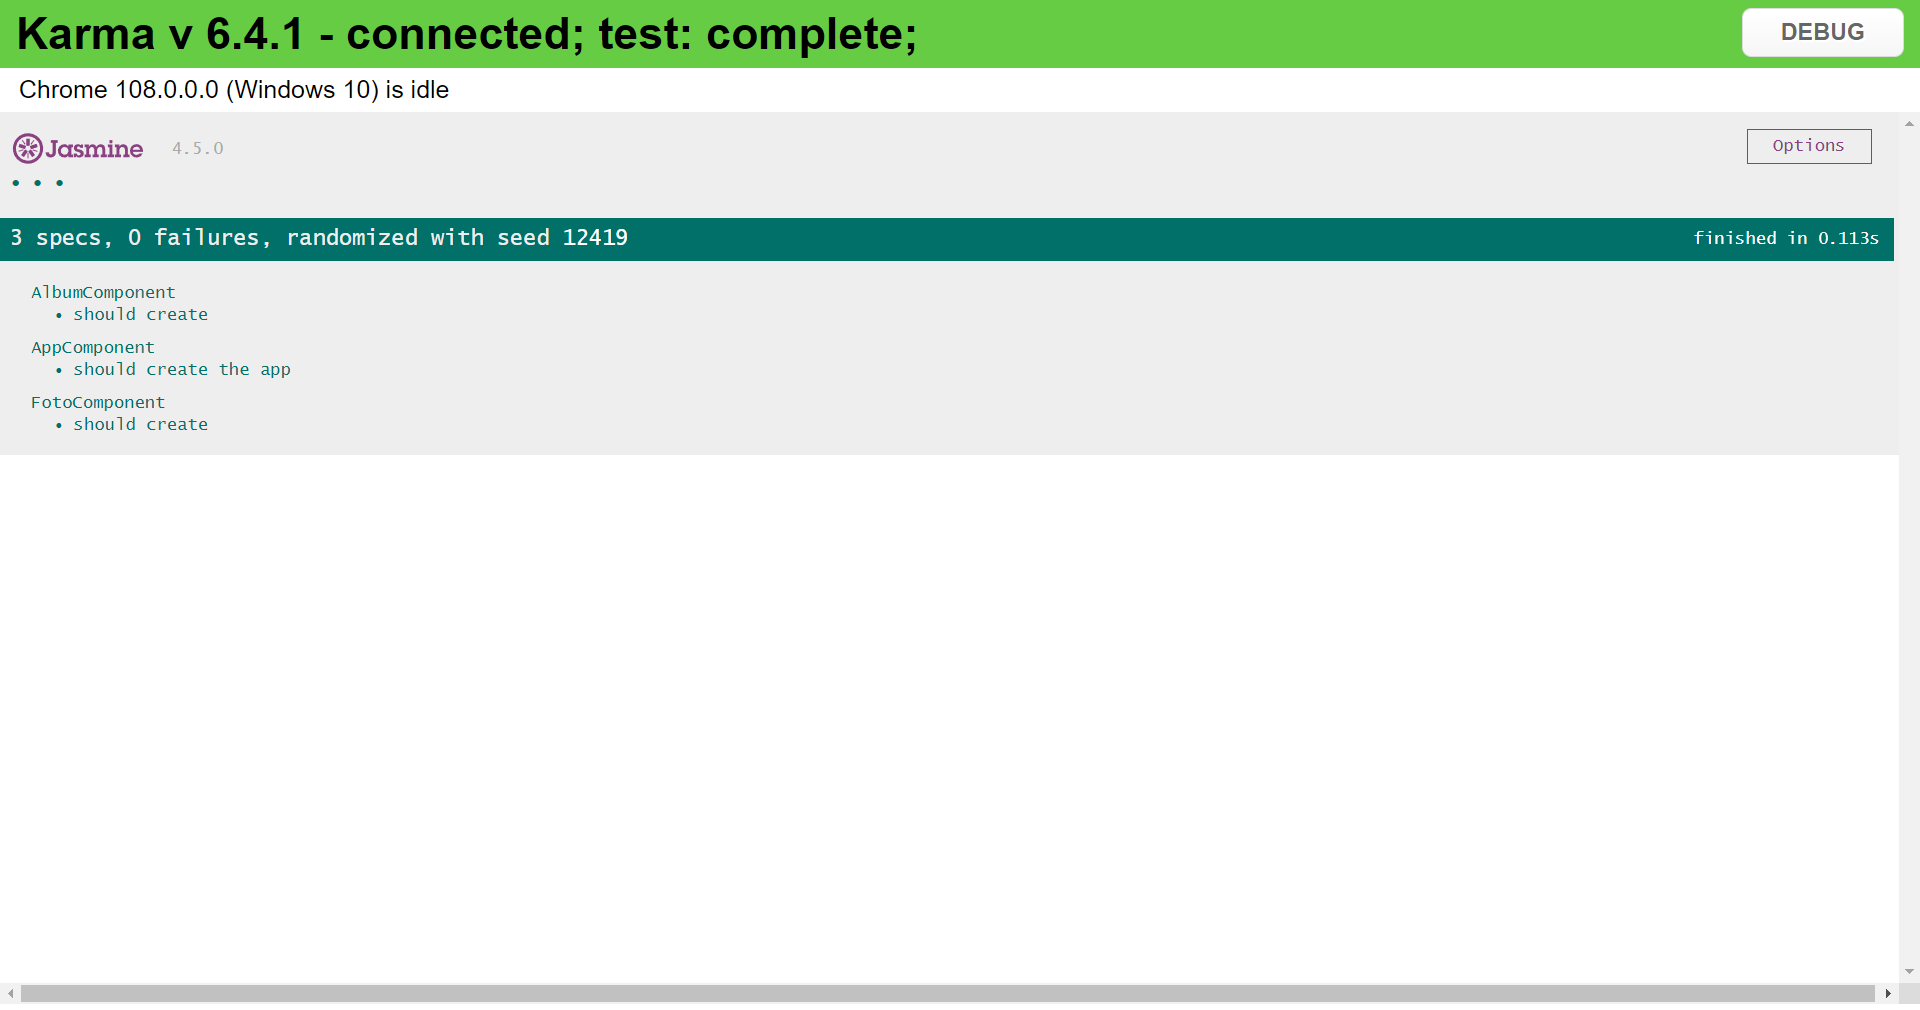 Karma v 6.4.1 - connected; test: complete;
DEBUG
Chrome 108.0.0.0 (Windows 10) is idle
Jasmine 4.5.0
Options
• • •
3 specs, 0 failures, randomized with seed 12419
finished in 0.113s
AlbumComponent
• should create
AppComponent
• should create the app
FotoComponent
• should create